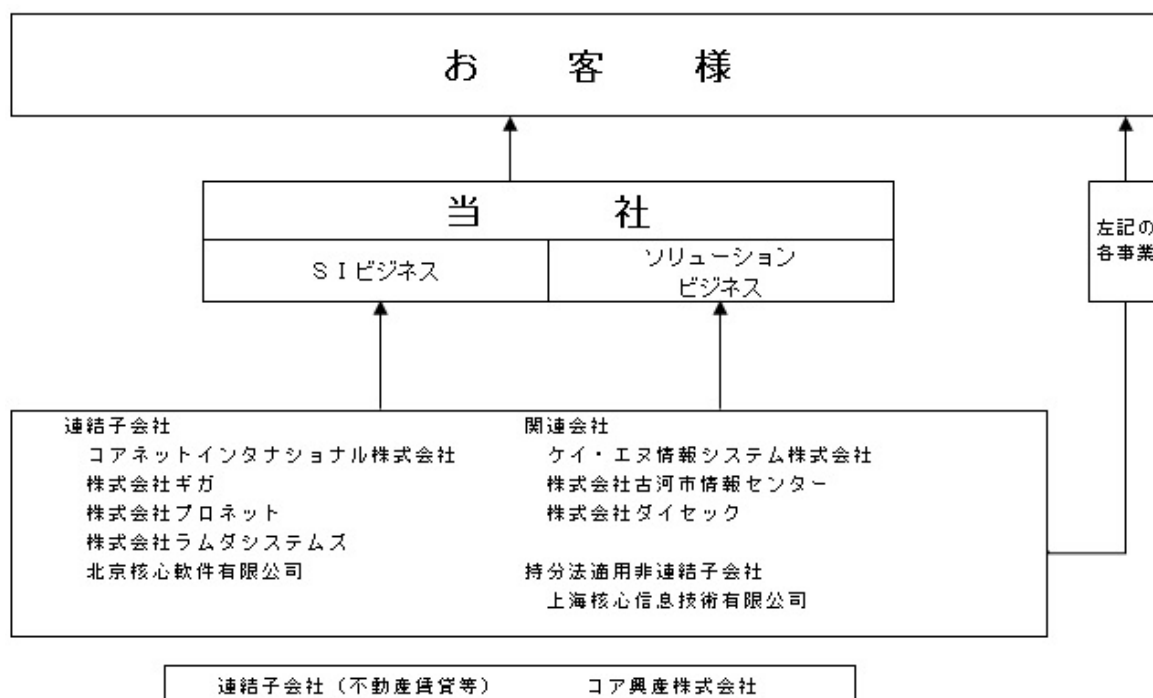 お 客 様
当 社
ＳＩビジネス
ソリューション
ビジネス
左記の
各事業
連結子会社
コアネットインタナショナル株式会社
株式会社ギガ
株式会社プロネット
株式会社ラムダシステムズ
北京核心軟件有限公司
関連会社
ケイ・エヌ情報システム株式会社
株式会社古河市情報センター
株式会社ダイセック
持分法適用非連結子会社
上海核心信息技術有限公司
連結子会社（不動産賃貸等） コア興産株式会社